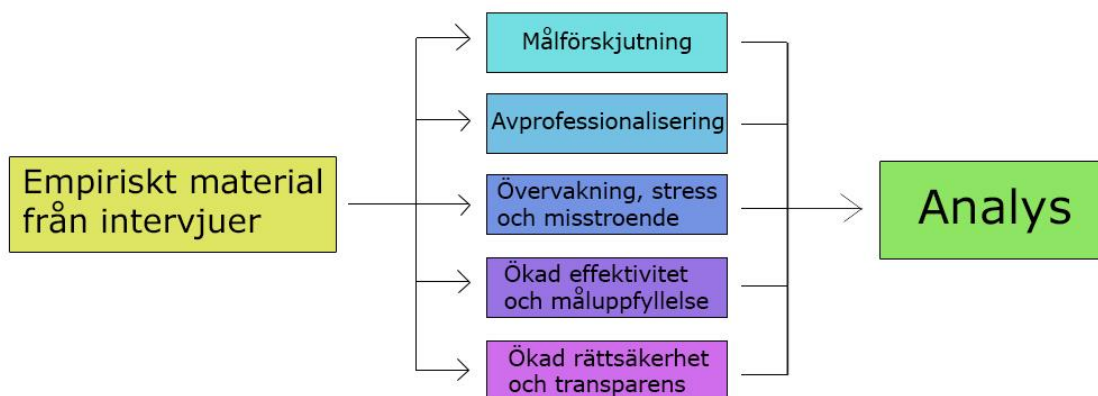 Empiriskt material
från intervjuer
Målförskjutning
Avprofessionalisering
Övervakning, stress
och misstroende
Ökad effektivitet
och måluppfyllelse
Ökad rättsäkerhet
och transparens
Analys